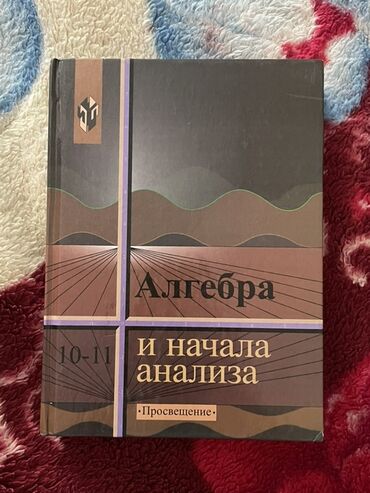 Алгебра
10-11
и начала
анализа
·Просвещение·